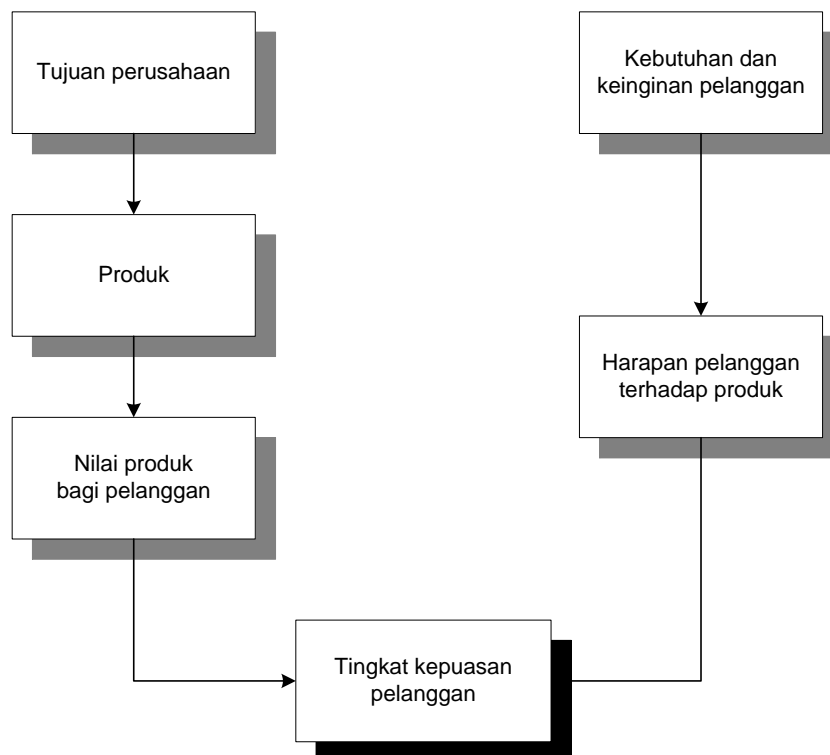 Tujuan perusahaan
Kebutuhan dan
keinginan pelanggan
Produk
Harapan pelanggan
terhadap produk
Nilai produk
bagi pelanggan
Tingkat kepuasan
pelanggan